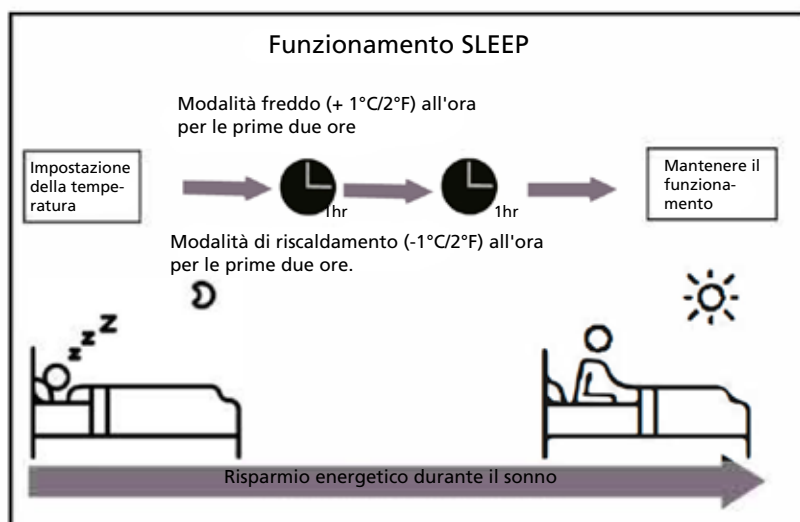 Funzionamento SLEEP
Modalità freddo (+ 1°C/2°F) all'ora
per le prime due ore
Impostazione
della tempe-
ratura
1hr
1hr
Mantenere il
funziona-
mento
Modalità di riscaldamento (-1°C/2°F) all'ora
per le prime due ore.
z z Z
Risparmio energetico durante il sonno